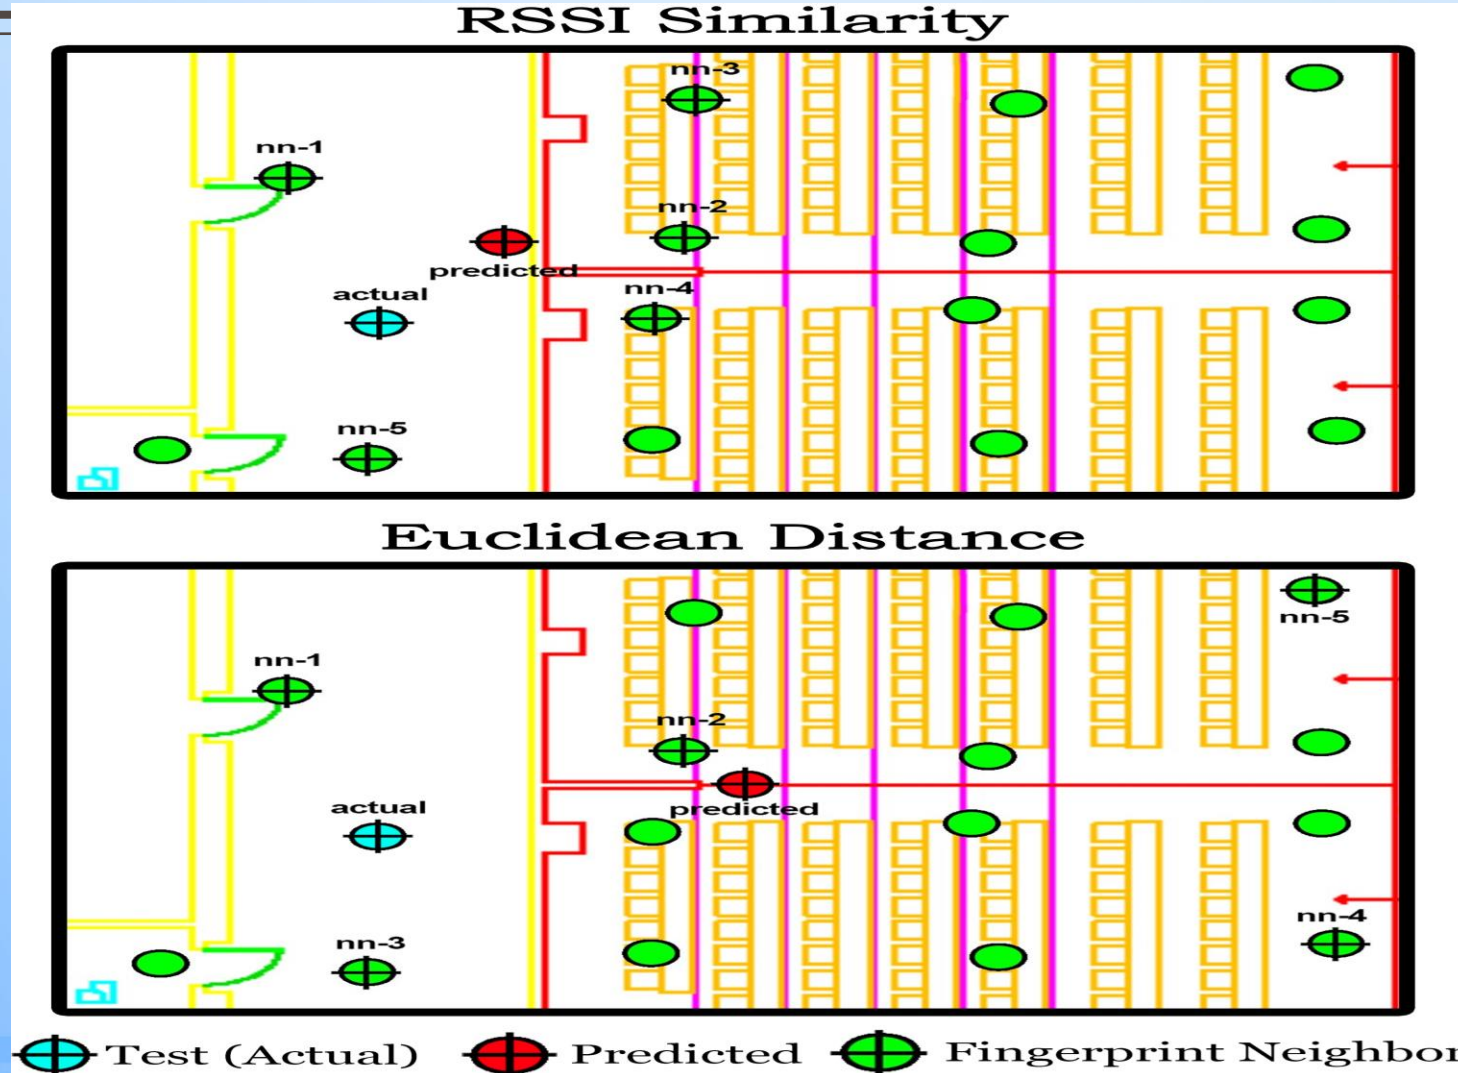 RSSI Similarity
nn-3
nn-1
nn-2
predicted
actual
nn-4
nn-5
Euclidean Distance
nn-5
nn-1
nn-2
actual
predicted
nn-4
nn-3
Test (Actual) Predicted Fingerprint Neighbor